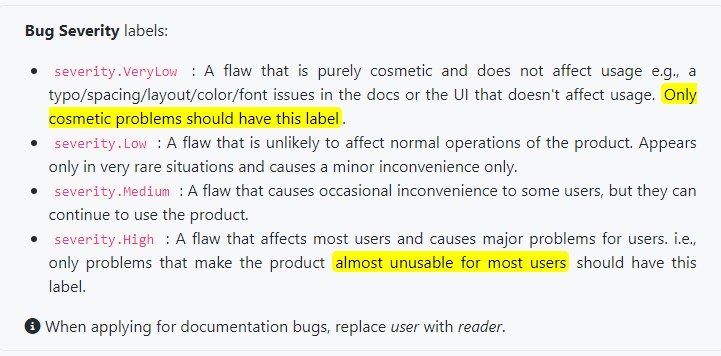 Bug Severity labels:
severity.VeryLow : A flaw that is purely cosmetic and does not affect usage e.g., a
typo/spacing/layout/color/font issues in the docs or the UI that doesn't affect usage. Only
cosmetic problems should have this label.
severity.Low : A flaw that is unlikely to affect normal operations of the product. Appears
only in very rare situations and causes a minor inconvenience only.
severity.Medium : A flaw that causes occasional inconvenience to some users, but they can
continue to use the product.
severity.High : A flaw that affects most users and causes major problems for users. i.e.,
only problems that make the product almost unusable for most users should have this
label.
When applying for documentation bugs, replace user with reader.